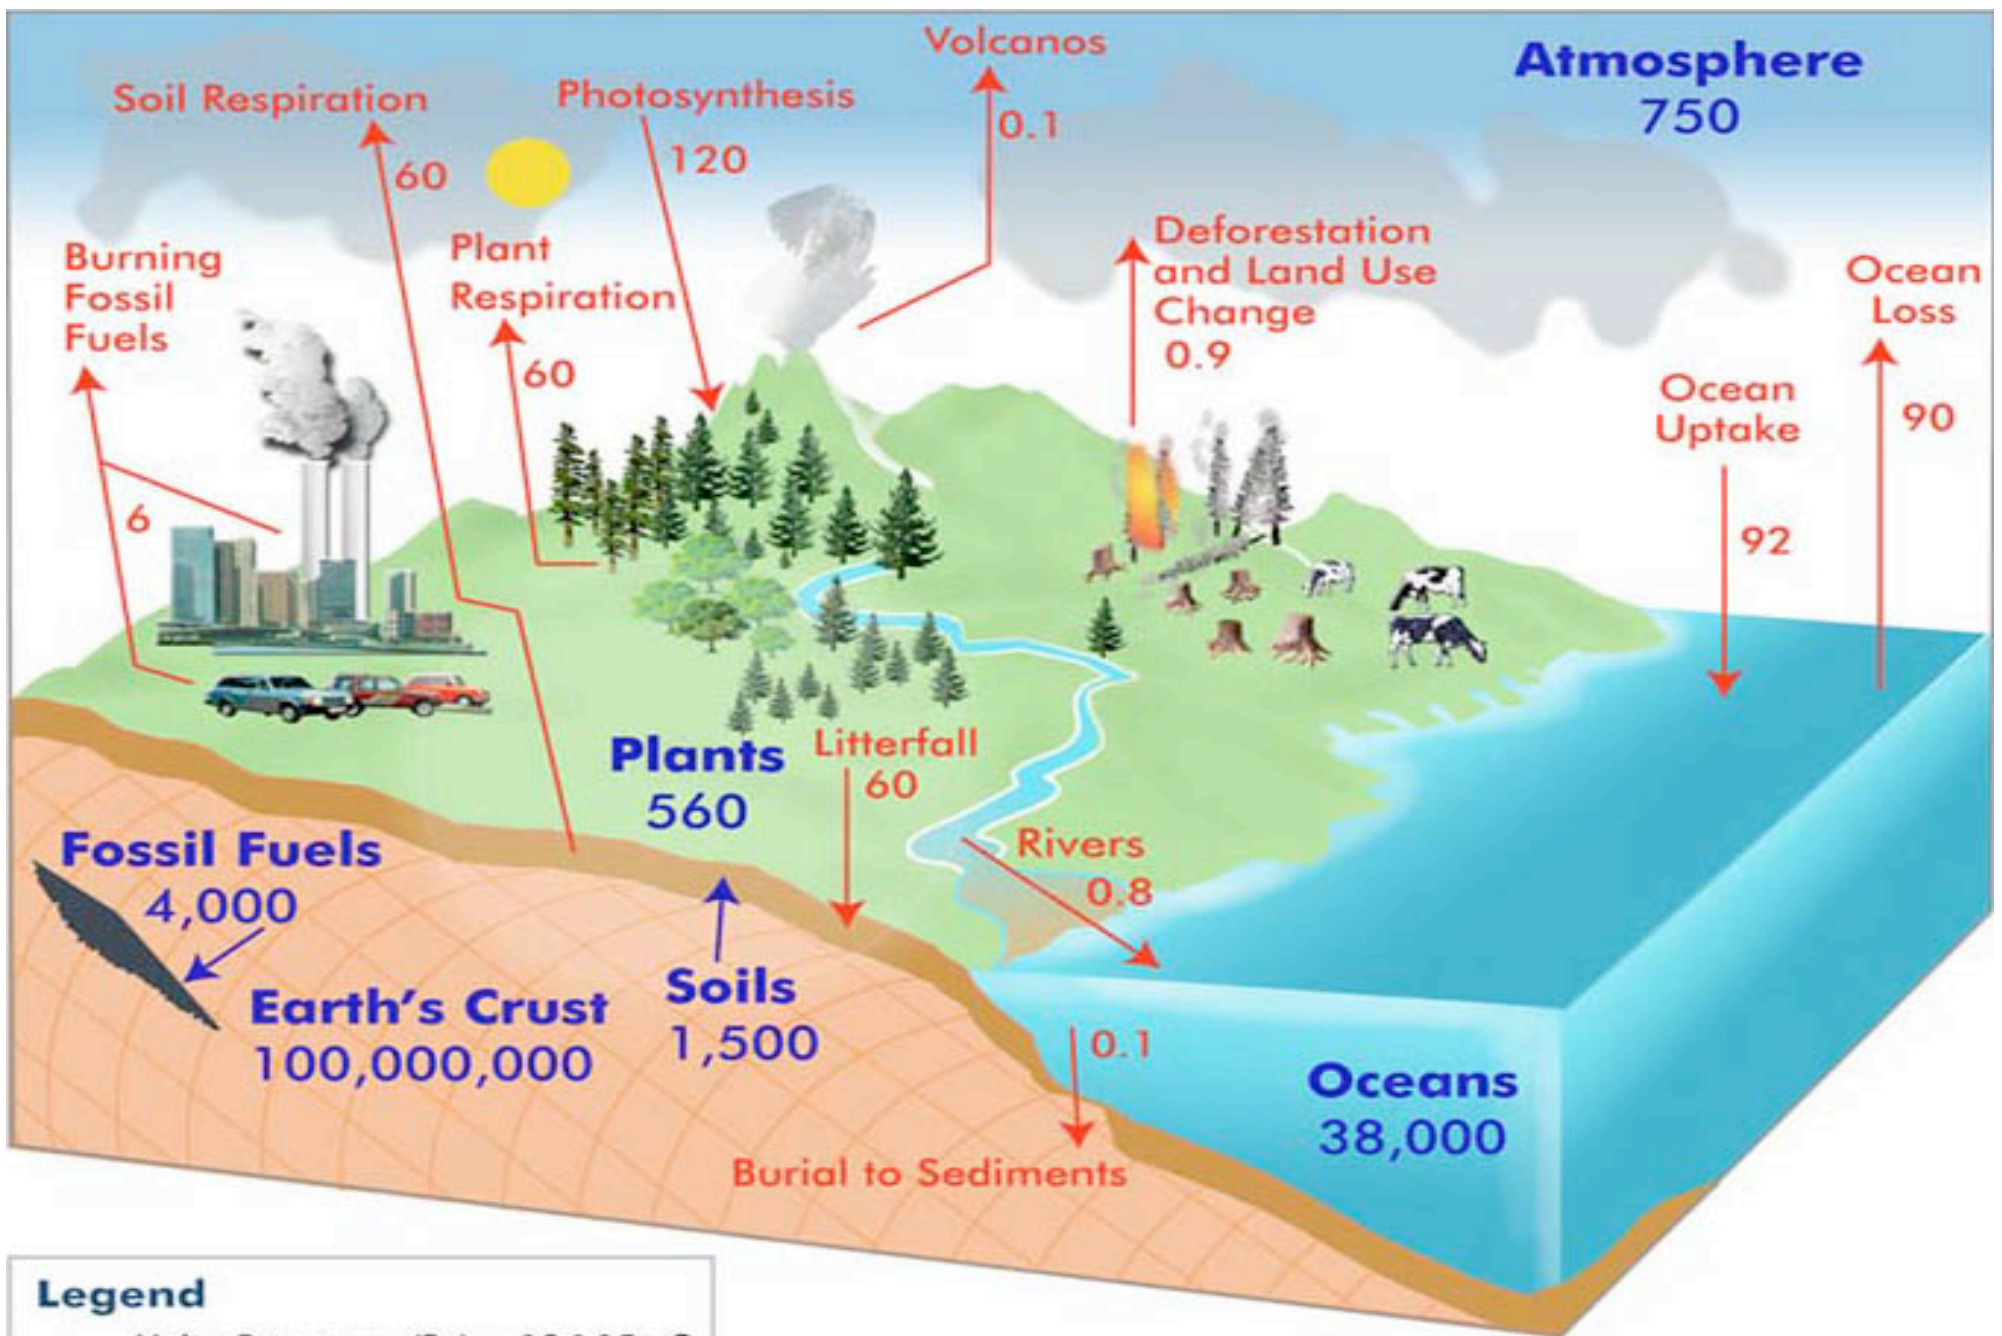 Volcanos
0.1
Atmosphere
750
Soil Respiration
60
Photosynthesis
120
Burning
Fossil
Fuels
6
Plant
Respiration
60
Deforestation
and Land Use
Change
0.9
Ocean
Loss
90
Ocean
Uptake
92
Plants
560
Litterfall
60
Rivers
0.8
Fossil Fuels
4,000
Earth's Crust
100,000,000
Soils
1,500
0.1
Burial to Sediments
Oceans
38,000
Legend